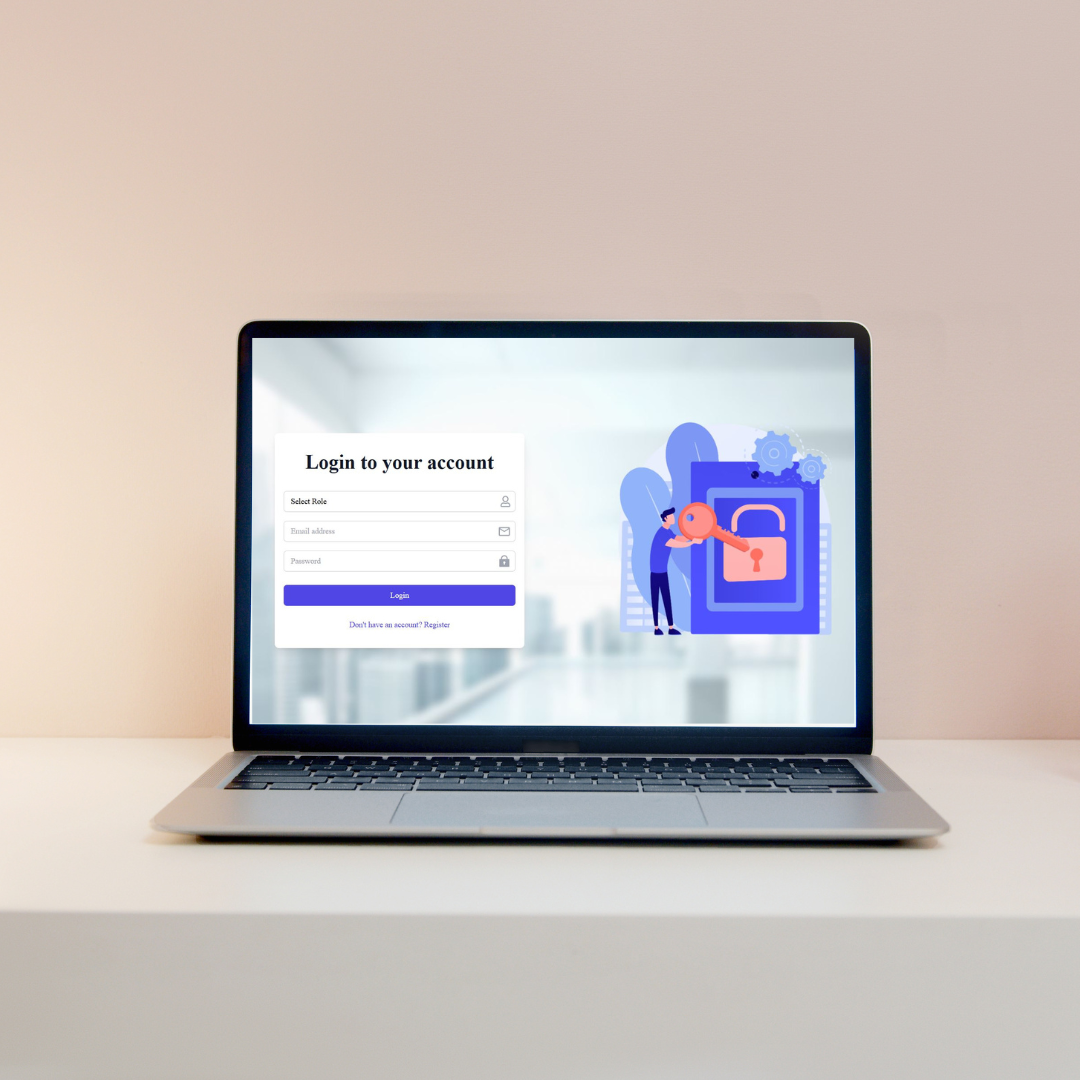 Login to your account
Select Role
Email address
Password
Login
Don't have an account? Register